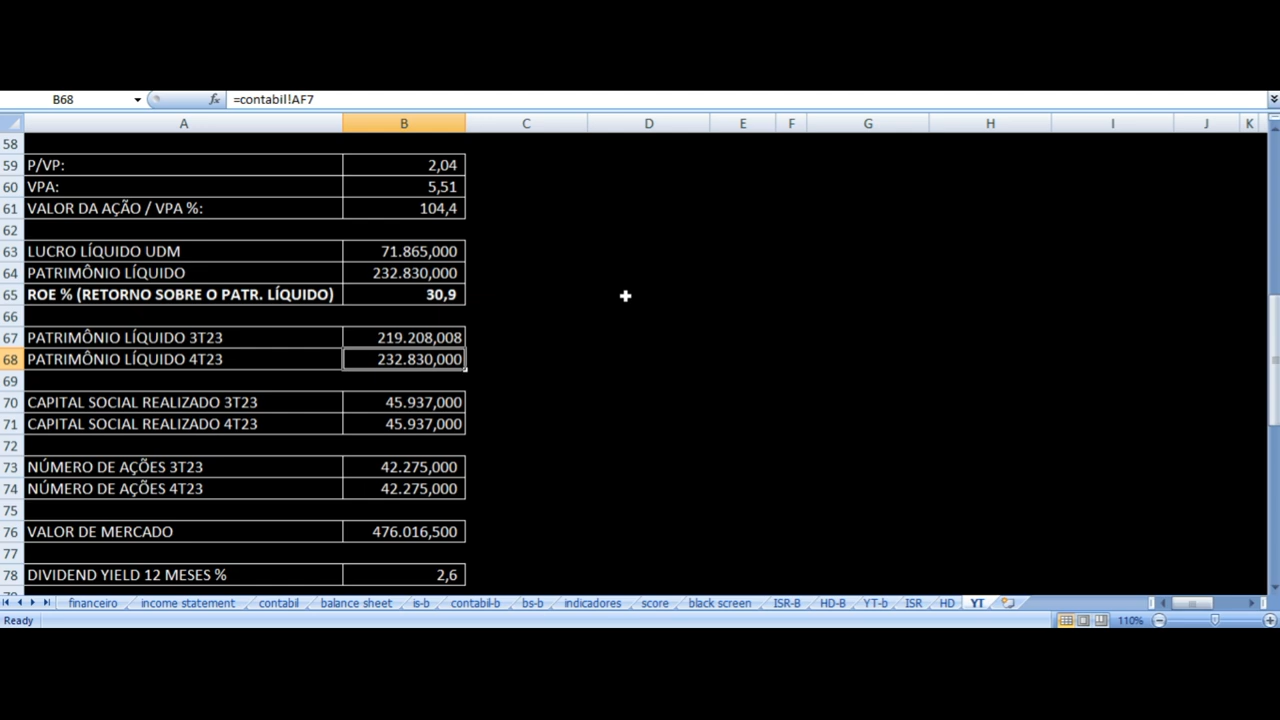 B68 fx =contabil!AF7
A B C D E F G H I J K
58
59 P/VP: 2,04
60 VPA: 5,51
61 VALOR DA AÇÃO / VPA %: 104,4
62
63 LUCRO LÍQUIDO UDM 71.865,000
64 PATRIMÔNIO LÍQUIDO 232.830,000
65 ROE % (RETORNO SOBRE O PATR. LÍQUIDO) 30,9
66
67 PATRIMÔNIO LÍQUIDO 3T23 219.208,008
68 PATRIMÔNIO LÍQUIDO 4T23 232.830,000
69
70 CAPITAL SOCIAL REALIZADO 3T23 45.937,000
71 CAPITAL SOCIAL REALIZADO 4T23 45.937,000
72
73 NÚMERO DE AÇÕES 3T23 42.275,000
74 NÚMERO DE AÇÕES 4T23 42.275,000
75
76 VALOR DE MERCADO 476.016,500
77
78 DIVIDEND YIELD 12 MESES % 2,6
financeiro income statement contabil balance sheet is-b contabil-b bs-b indicadores score black screen ISR-B HD-B YT-b ISR HD YT
Ready 110%